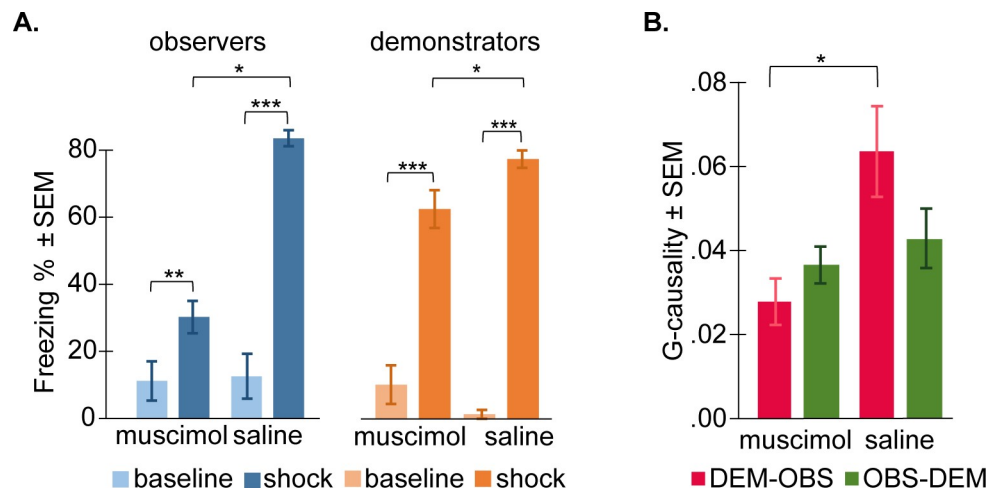 A.
observers
demonstrators
*
*
***
***
***
**
Freezing % ± SEM
80
60
40
20
0
muscimol saline
muscimol saline
baseline shock baseline shock
B.
*
G-causality ± SEM
.08
.06
.04
.02
.00
muscimol saline
DEM-OBS OBS-DEM